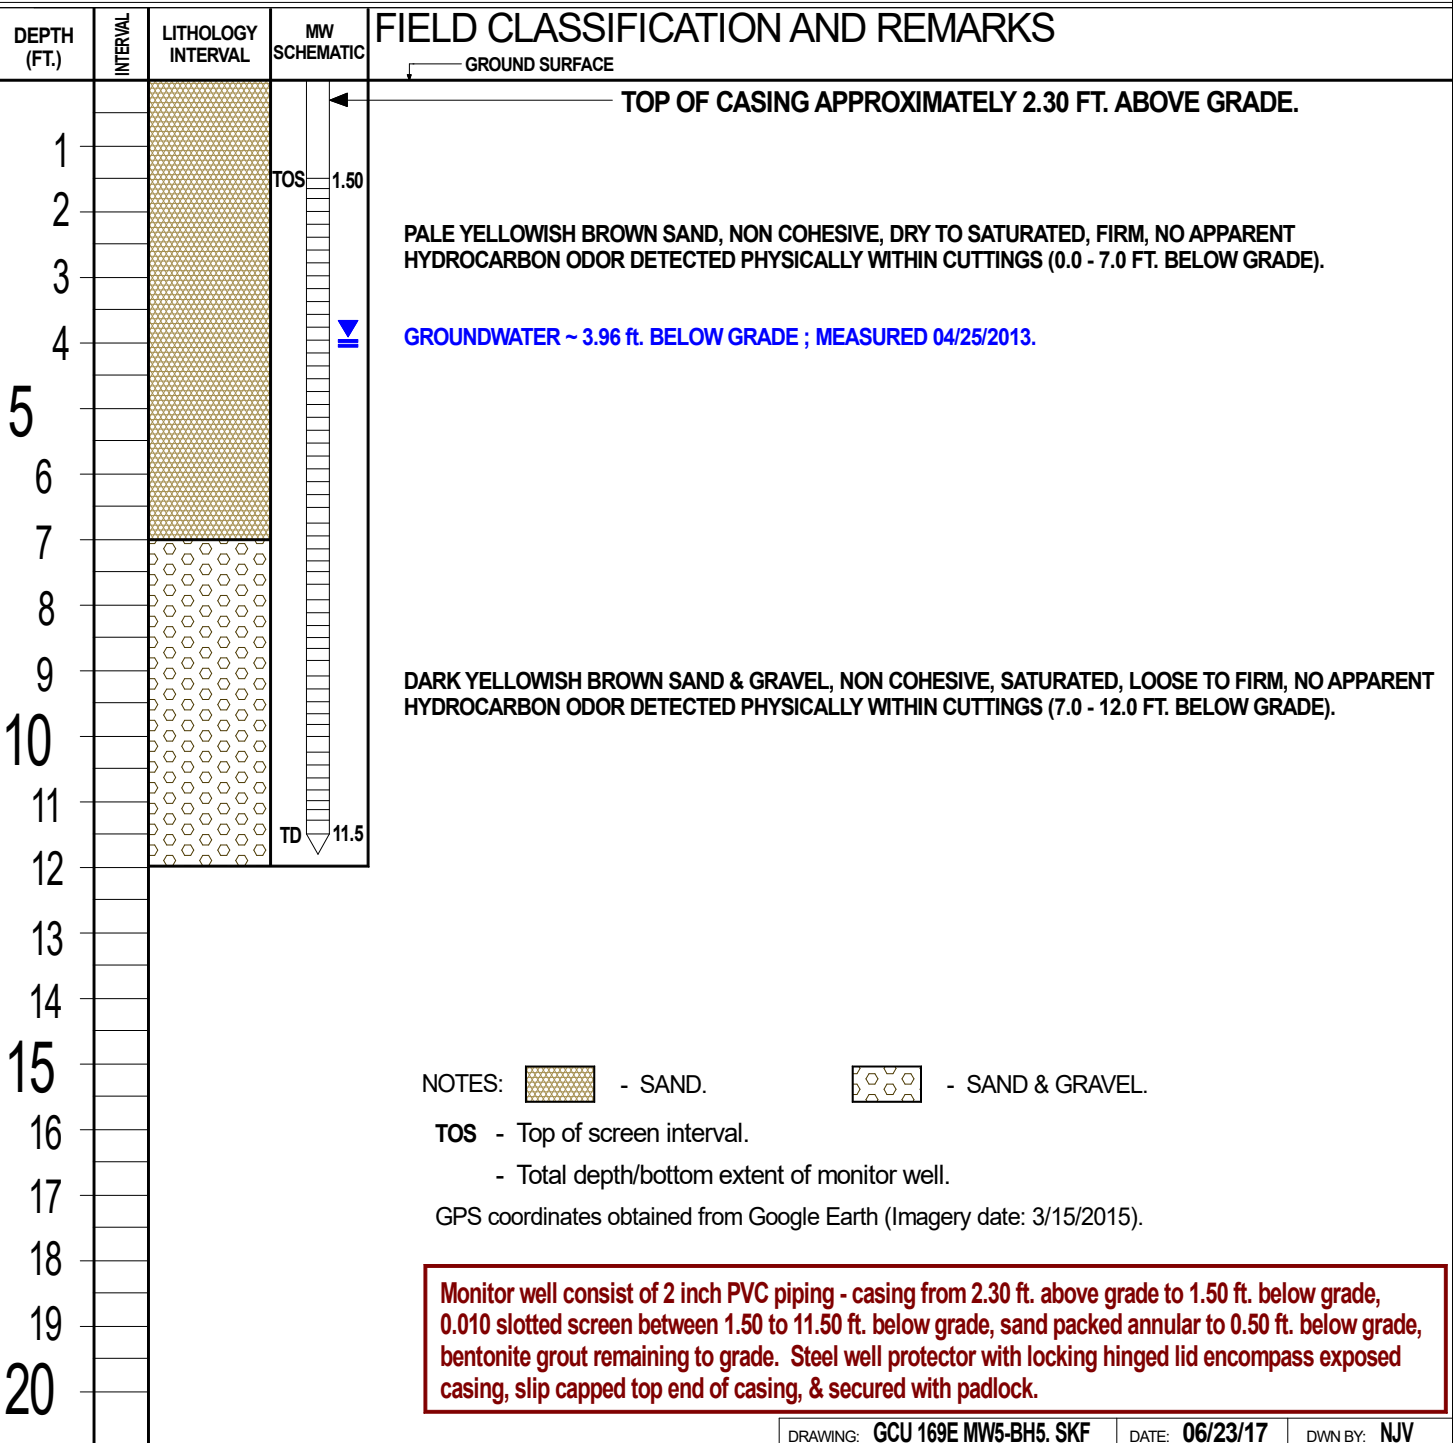 DEPTH
(FT.)
INTERVAL
LITHOLOGY
INTERVAL
MW
SCHEMATIC
FIELD CLASSIFICATION AND REMARKS
GROUND SURFACE
TOP OF CASING APPROXIMATELY 2.30 FT. ABOVE GRADE.
1
TOS 1.50
2
PALE YELLOWISH BROWN SAND, NON COHESIVE, DRY TO SATURATED, FIRM, NO APPARENT
HYDROCARBON ODOR DETECTED PHYSICALLY WITHIN CUTTINGS (0.0 - 7.0 FT. BELOW GRADE).
3
GROUNDWATER ~ 3.96 ft. BELOW GRADE ; MEASURED 04/25/2013.
4
5
6
7
8
9
DARK YELLOWISH BROWN SAND & GRAVEL, NON COHESIVE, SATURATED, LOOSE TO FIRM, NO APPARENT
HYDROCARBON ODOR DETECTED PHYSICALLY WITHIN CUTTINGS (7.0 - 12.0 FT. BELOW GRADE).
10
11
TD 11.5
12
13
14
15
NOTES: - SAND. - SAND & GRAVEL.
16
TOS - Top of screen interval.
- Total depth/bottom extent of monitor well.
17
GPS coordinates obtained from Google Earth (Imagery date: 3/15/2015).
18
19
20
Monitor well consist of 2 inch PVC piping - casing from 2.30 ft. above grade to 1.50 ft. below grade,
0.010 slotted screen between 1.50 to 11.50 ft. below grade, sand packed annular to 0.50 ft. below grade,
bentonite grout remaining to grade. Steel well protector with locking hinged lid encompass exposed
casing, slip capped top end of casing, & secured with padlock.
DRAWING: GCU 169E MW5-BH5. SKF DATE: 06/23/17 DWN BY: NJV